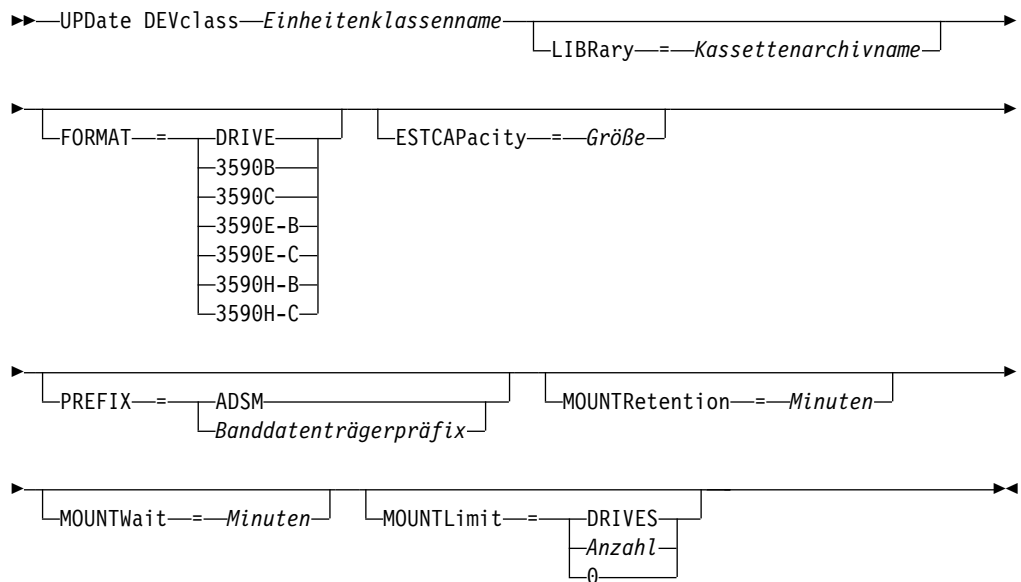 UPDate DEVclass Einheitenklassenname
LIBRary = Kassettenarchivname
FORMAT = DRIVE
3590B
3590C
3590E-B
3590E-C
3590H-B
3590H-C
ESTCAPacity = Größe
PREFIX = ADSM
Banddatenträgerpräfix
MOUNTRetention = Minuten
MOUNTWait = Minuten
MOUNTLimit = DRIVES
Anzahl
0